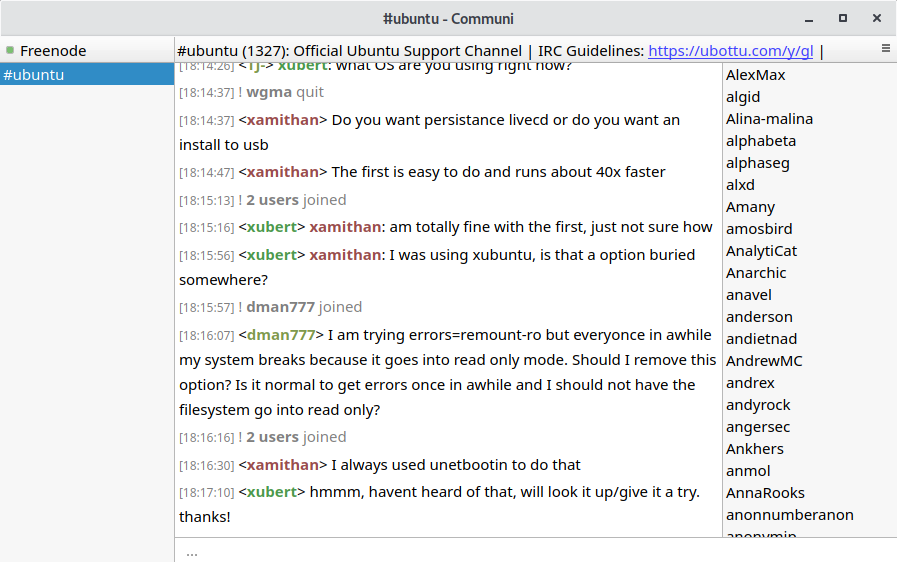 #ubuntu - Communi
Freenode
#ubuntu
#ubuntu (1327): Official Ubuntu Support Channel | IRC Guidelines: https://ubottu.com/y/gl |
[18:14:26] <Tj-> xubert: what OS are you using right now?
[18:14:37] ! wgma quit
[18:14:37] <xamithan> Do you want persistance livecd or do you want an
install to usb
[18:14:47] <xamithan> The first is easy to do and runs about 40x faster
[18:15:13] ! 2 users joined
[18:15:16] <xubert> xamithan: am totally fine with the first, just not sure how
[18:15:56] <xubert> xamithan: I was using xubuntu, is that a option buried
somewhere?
[18:15:57] ! dman777 joined
[18:16:07] <dman777> I am trying errors=remount-ro but everyonce in awhile
my system breaks because it goes into read only mode. Should I remove this
option? Is it normal to get errors once in awhile and I should not have the
filesystem go into read only?
[18:16:16] ! 2 users joined
[18:16:30] <xamithan> I always used unetbootin to do that
[18:17:10] <xubert> hmmm, havent heard of that, will look it up/give it a try.
thanks!
...
AlexMax
algid
Alina-malina
alphabeta
alphaseg
alxd
Amany
amosbird
AnalytiCat
Anarchic
anavel
anderson
andietnad
AndrewMC
andrex
andyrock
angersec
Ankhers
anmol
AnnaRooks
anonnumberanon